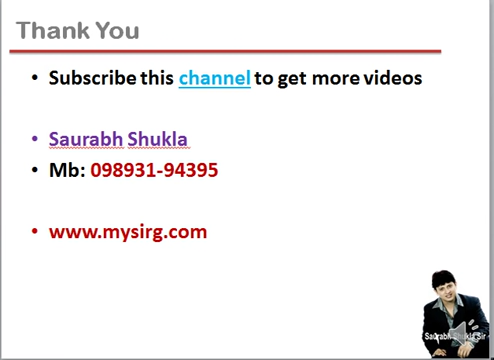 Thank You
• Subscribe this channel to get more videos
• Saurabh Shukla
• Mb: 098931-94395
• www.mysirg.com
Saurabh Shukla Sir